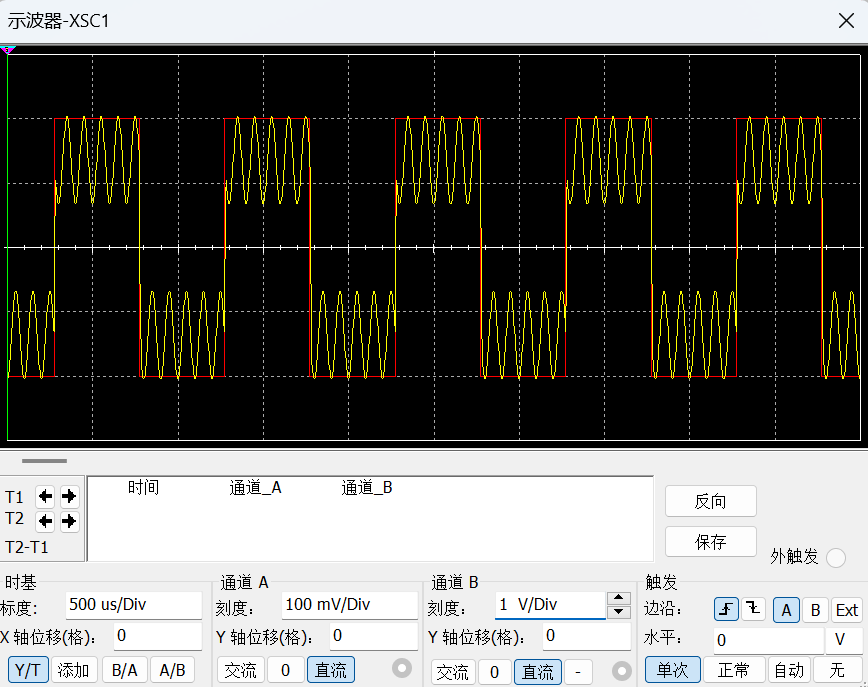 示波器-XSC1
时间 通道_A 通道_B
T1
T2
T2-T1
反向
保存
外触发
时基
标度: 500 us/Div
X 轴位移(格): 0
Y/T 添加 B/A A/B
通道 A
刻度: 100 mV/Div
Y 轴位移(格): 0
交流 0 直流
通道 B
刻度: 1 V/Div
Y 轴位移(格): 0
交流 0 直流 -
触发
边沿: A B Ext
水平: 0 V
单次 正常 自动 无